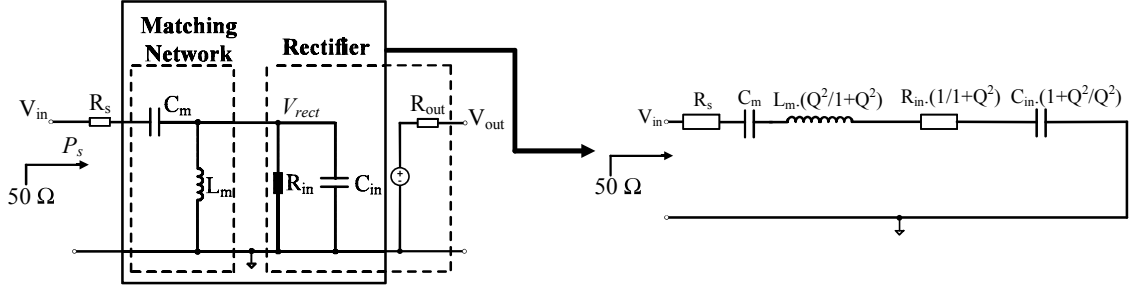 Matching
Network
Rectifier
V_in
R_s
C_m
V_rect
R_out
V_out
P_s
50 Ω
L_m
R_in
C_in
+
-
V_in
R_s
C_m
L_m.(Q²/1+Q²)
R_in.(1/1+Q²)
C_in.(1+Q²/Q²)
50 Ω